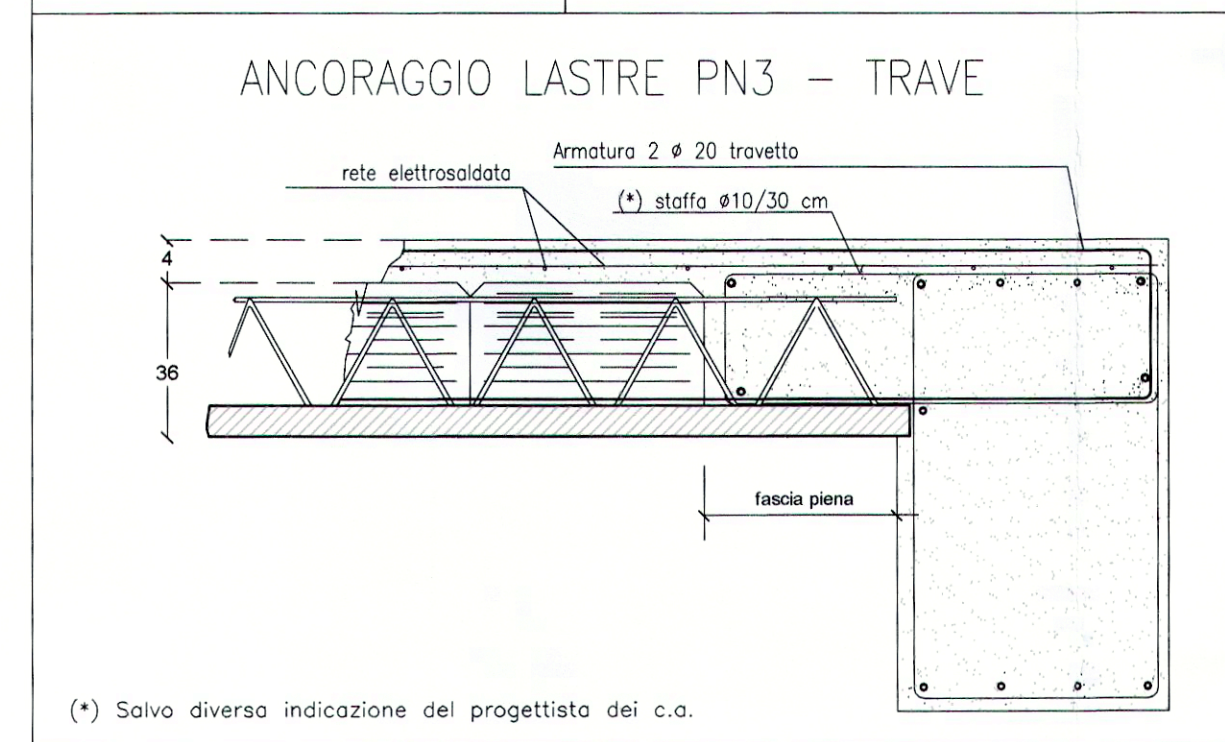 ANCORAGGIO LASTRE PN3 – TRAVE
Armatura 2 ø 20 travetto
rete elettrosaldata
(*) staffa ø10/30 cm
4
36
fascia piena
(*) Salvo diversa indicazione del progettista dei c.a.